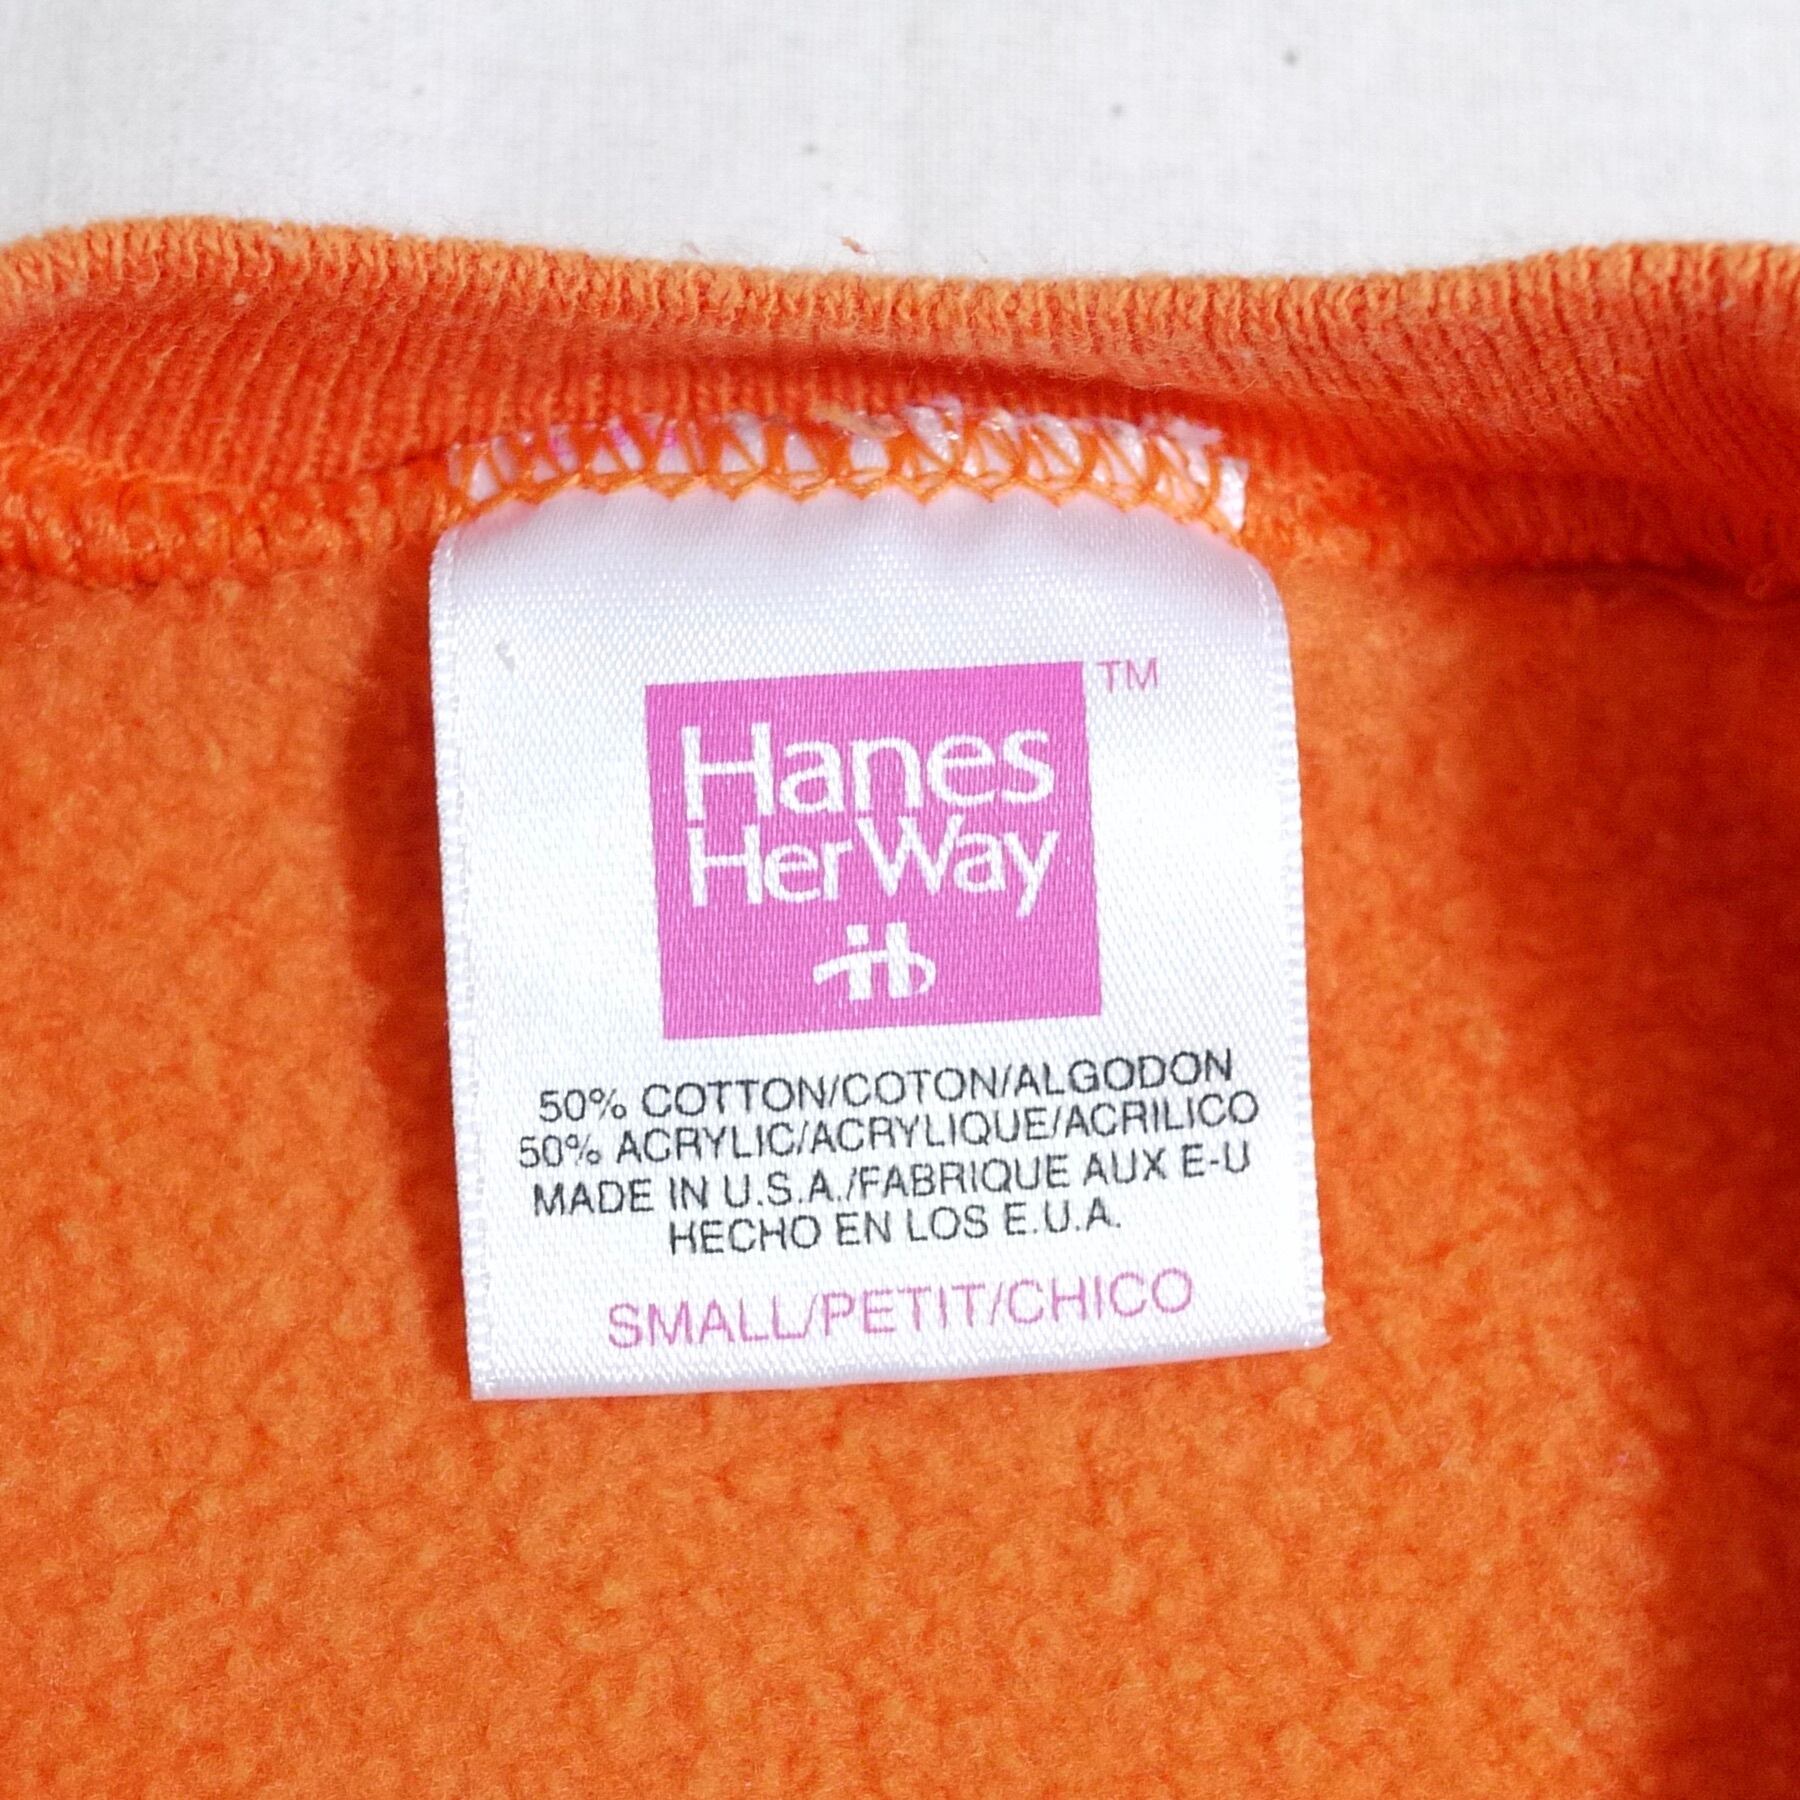 Hanes
HerWay
TM
50% COTTON/COTON/ALGODON
50% ACRYLIC/ACRYLIQUE/ACRILICO
MADE IN U.S.A./FABRIQUE AUX E-U
HECHO EN LOS E.U.A.
SMALL/PETIT/CHICO